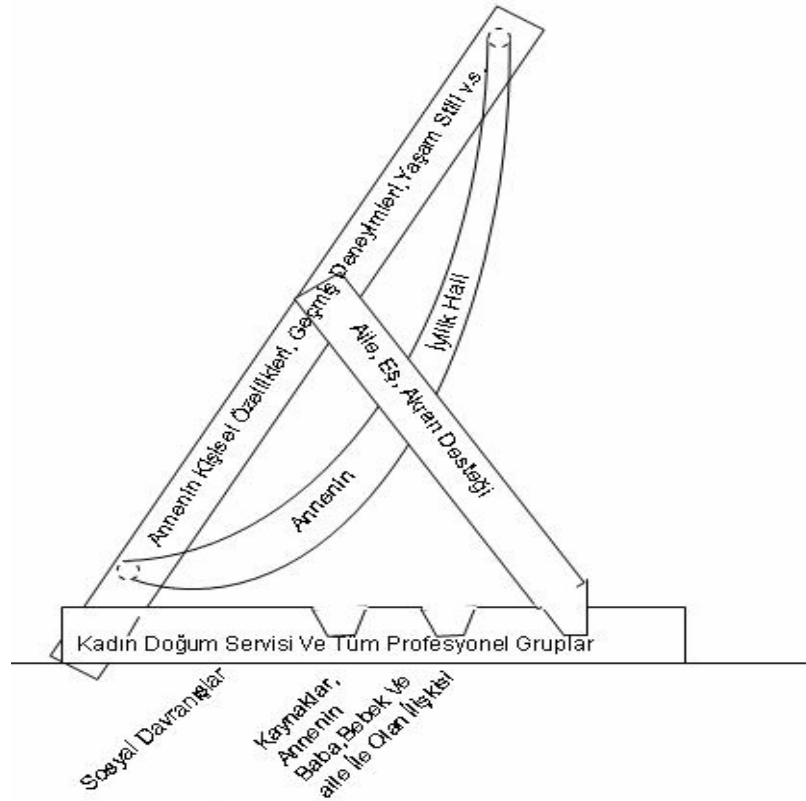 Annenin Kişisel Özellikleri, Geçmiş Deneyimleri,Yaşam Stili v.s.
Annenin İyilik Hali
Aile, Eş, Akran Desteği
Kadın Doğum Servisi Ve Tüm Profesyonel Gruplar
Sosyal Davranışlar
Kaynaklar,
Annenin
Baba,Bebek Ve
aile İle Olan İlişkisi